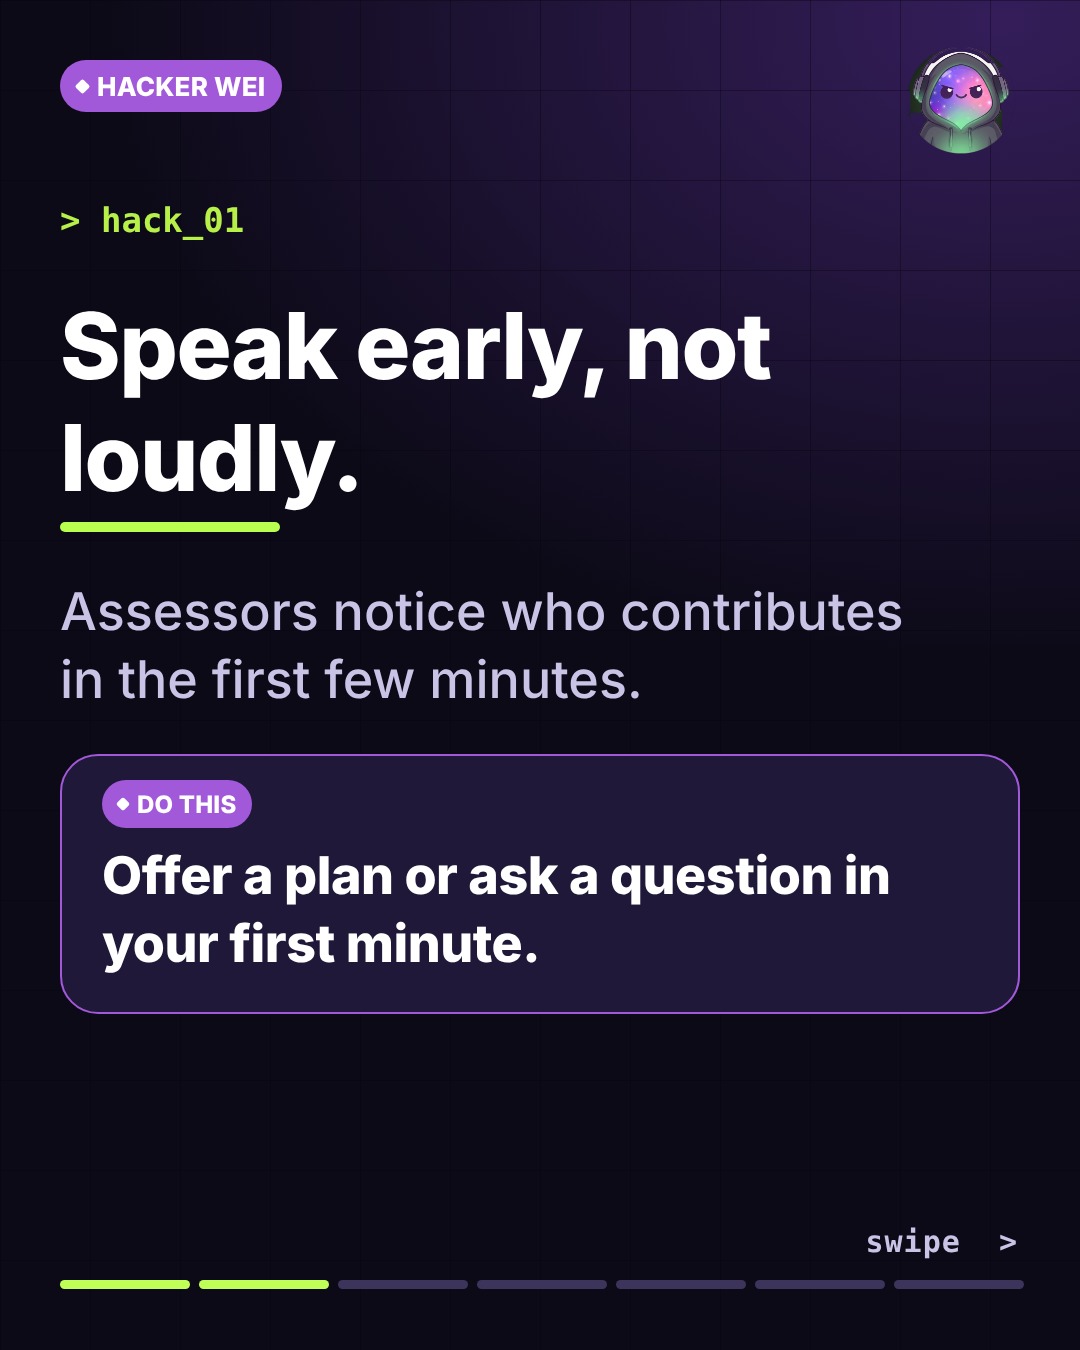 HACKER WEI
> hack_01
Speak early, not
loudly.
Assessors notice who contributes
in the first few minutes.
DO THIS
Offer a plan or ask a question in
your first minute.
swipe >